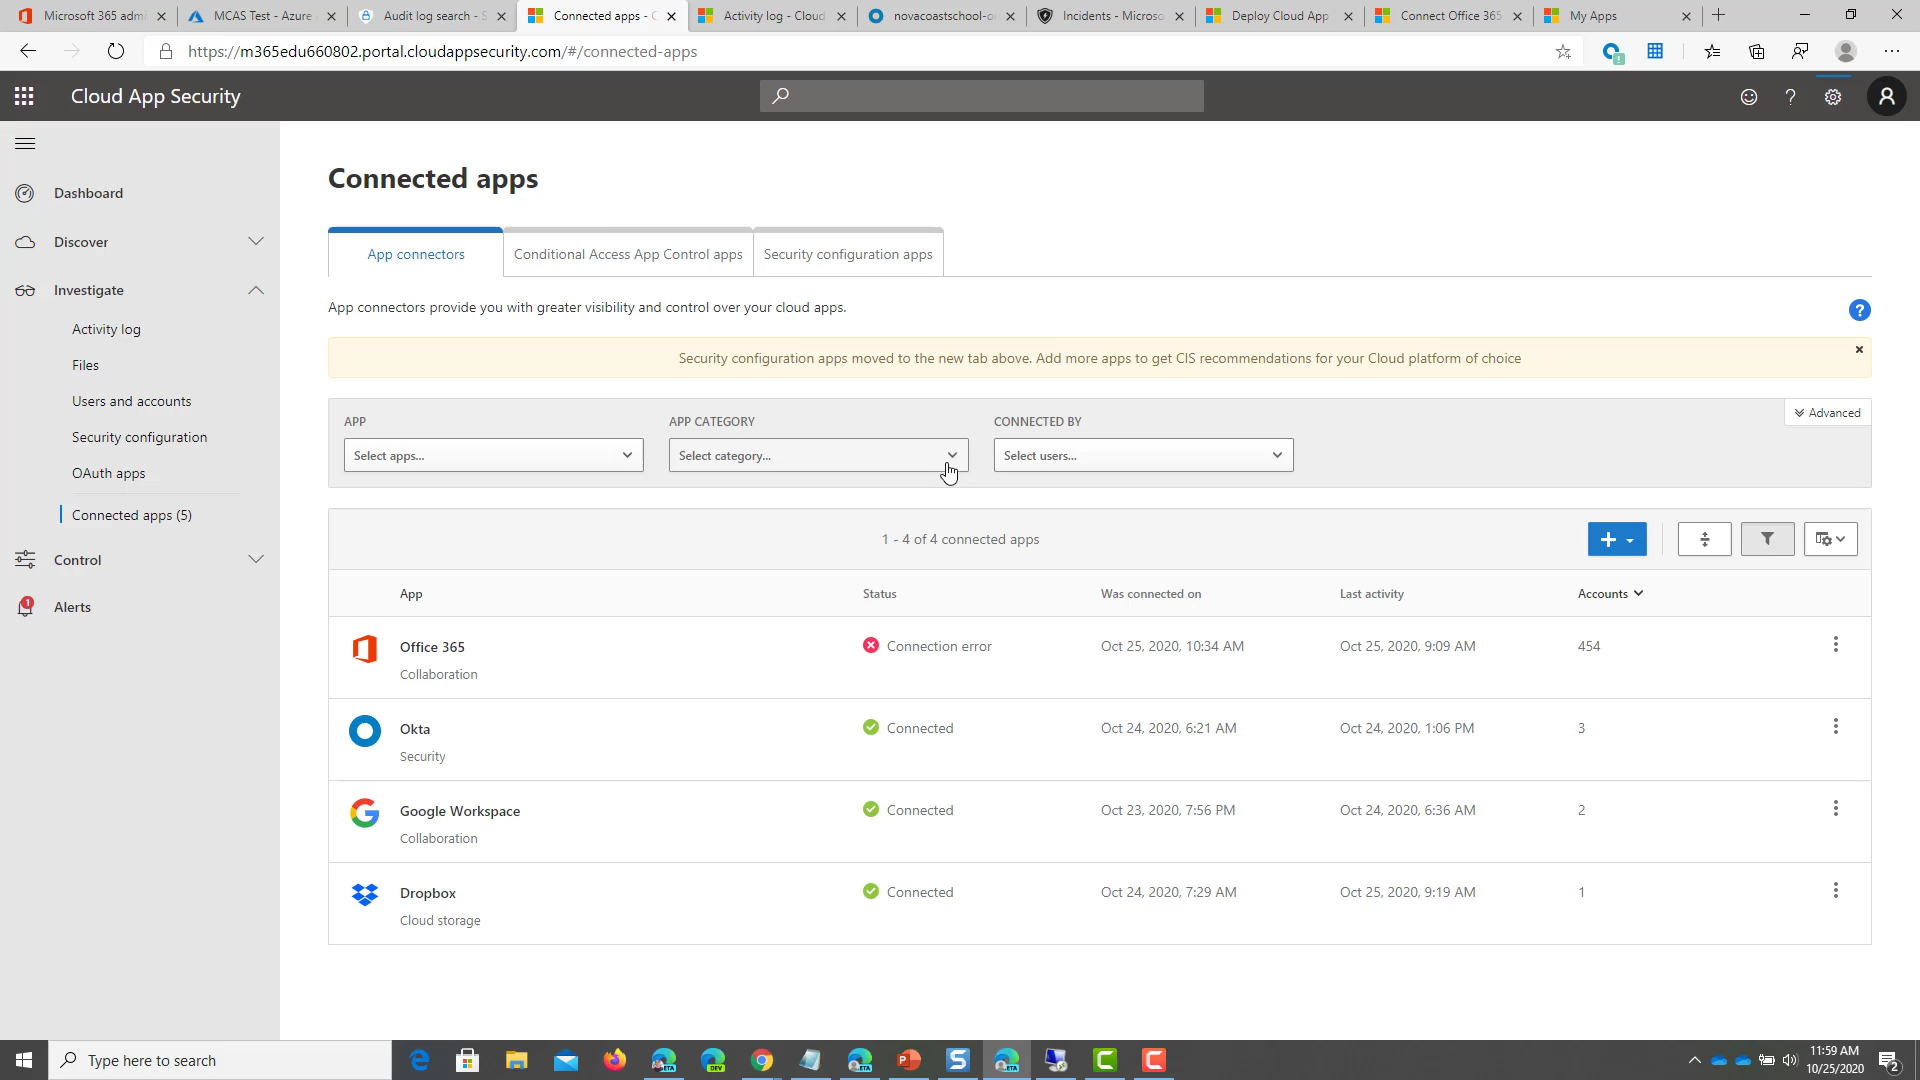 Microsoft 365 admi
MCAS Test - Azure
Audit log search - S
Connected apps - C
Activity log - Cloud
novacoastschool-o
Incidents - Microso
Deploy Cloud App
Connect Office 365
My Apps
https://m365edu660802.portal.cloudappsecurity.com/#/connected-apps
Cloud App Security
Dashboard
Discover
Investigate
Activity log
Files
Users and accounts
Security configuration
OAuth apps
Connected apps (5)
Control
1
Alerts
Connected apps
App connectors
Conditional Access App Control apps
Security configuration apps
App connectors provide you with greater visibility and control over your cloud apps.
Security configuration apps moved to the new tab above. Add more apps to get CIS recommendations for your Cloud platform of choice
Advanced
APP
APP CATEGORY
CONNECTED BY
Select apps...
Select category...
Select users...
1 - 4 of 4 connected apps
App
Status
Was connected on
Last activity
Accounts
Office 365
Collaboration
Connection error
Oct 25, 2020, 10:34 AM
Oct 25, 2020, 9:09 AM
454
Okta
Security
Connected
Oct 24, 2020, 6:21 AM
Oct 24, 2020, 1:06 PM
3
Google Workspace
Collaboration
Connected
Oct 23, 2020, 7:56 PM
Oct 24, 2020, 6:36 AM
2
Dropbox
Cloud storage
Connected
Oct 24, 2020, 7:29 AM
Oct 25, 2020, 9:19 AM
1
Type here to search
BETA
DEV
BETA
BETA
11:59 AM
10/25/2020
2